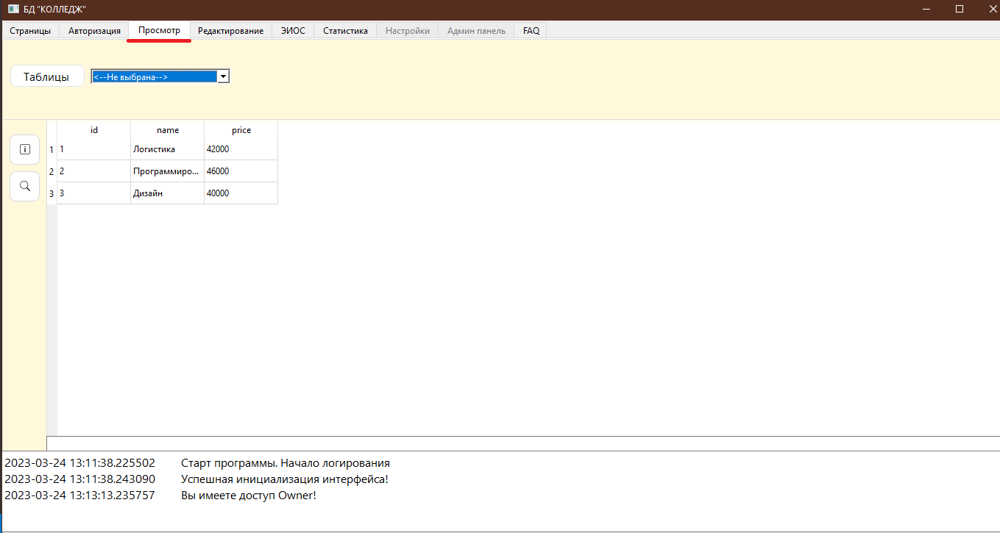 БД "КОЛЛЕДЖ"
Страницы Авторизация Просмотр Редактирование ЭИОС Статистика Настройки Админ панель FAQ
Таблицы <--Не выбрана-->
id name price
1 1 Логистика 42000
2 2 Программиро... 46000
3 3 Дизайн 40000
2023-03-24 13:11:38.225502 Старт программы. Начало логирования
2023-03-24 13:11:38.243090 Успешная инициализация интерфейса!
2023-03-24 13:13:13.235757 Вы имеете доступ Owner!